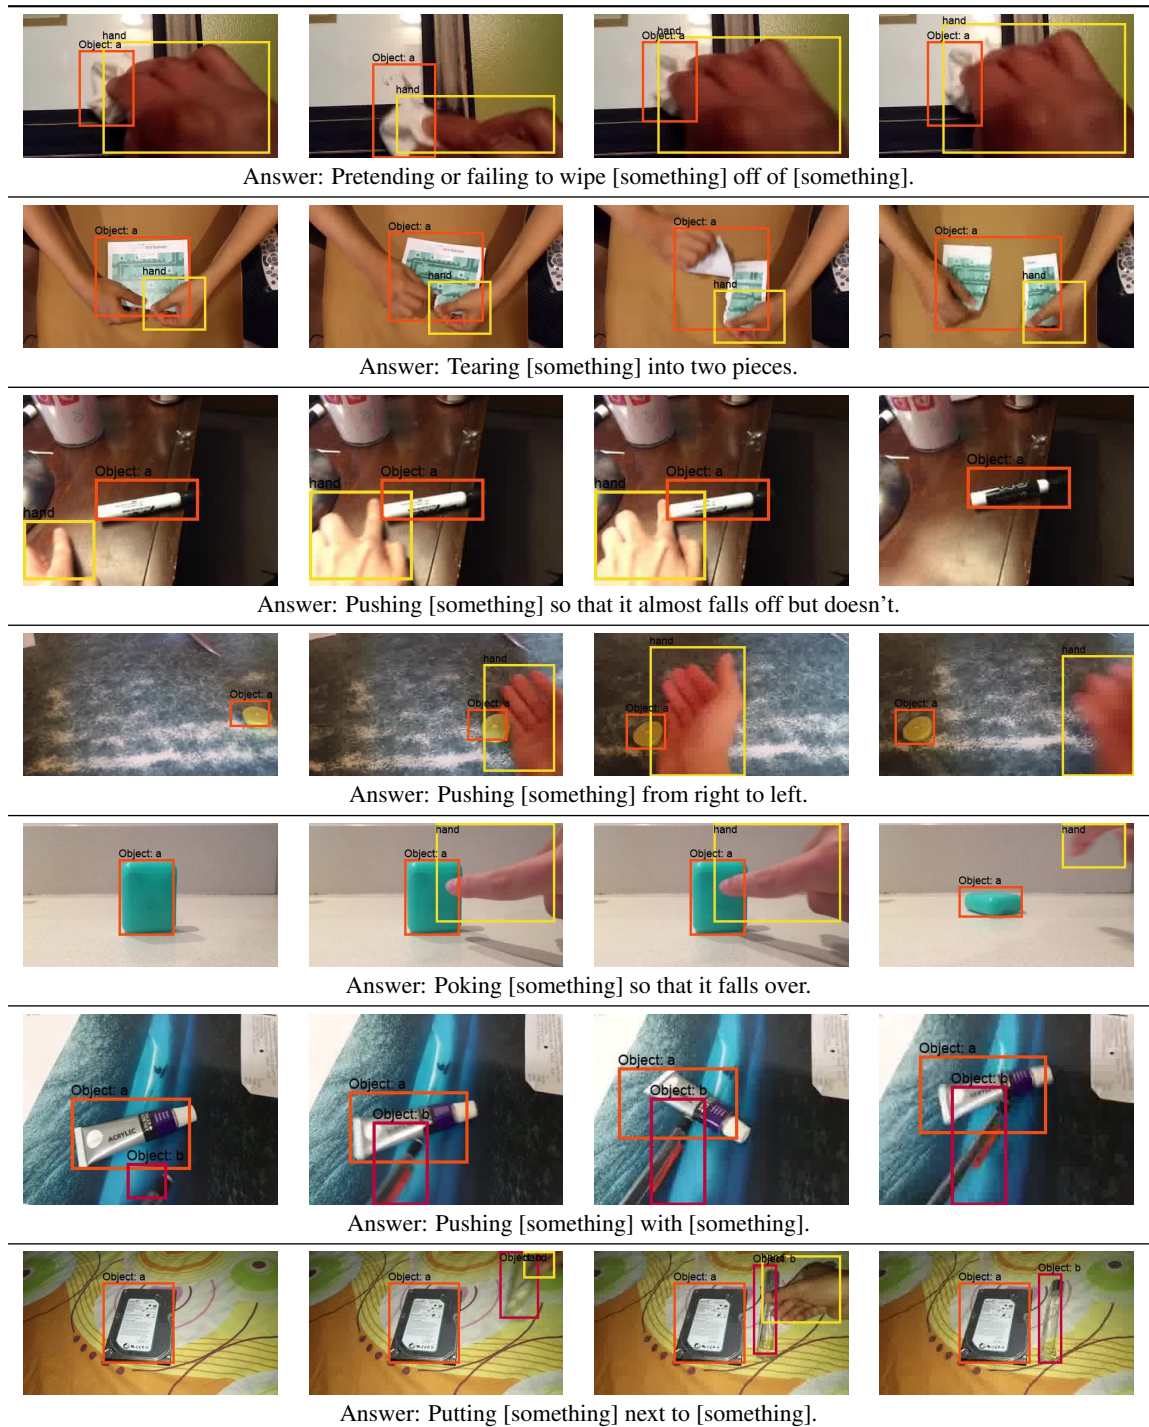 hand
Object: a
Object: a
hand
hand
Object: a
hand
Object: a
Answer: Pretending or failing to wipe [something] off of [something].
Object: a
hand
Object: a
hand
Object: a
hand
Object: a
hand
Answer: Tearing [something] into two pieces.
Object: a
hand
Object: a
hand
Object: a
hand
Object: a
Answer: Pushing [something] so that it almost falls off but doesn't.
Object: a
hand
Object: a
hand
Object: a
hand
Object: a
Answer: Pushing [something] from right to left.
Object: a
hand
Object: a
hand
Object: a
hand
Object: a
Answer: Poking [something] so that it falls over.
Object: a
ACRYLIC
Object: b
Object: a
Object: b
Object: a
Object: b
Object: a
Object: b
Answer: Pushing [something] with [something].
Object: a
Object: a
Object: a
Object: b
Object: a
Object: b
Answer: Putting [something] next to [something].